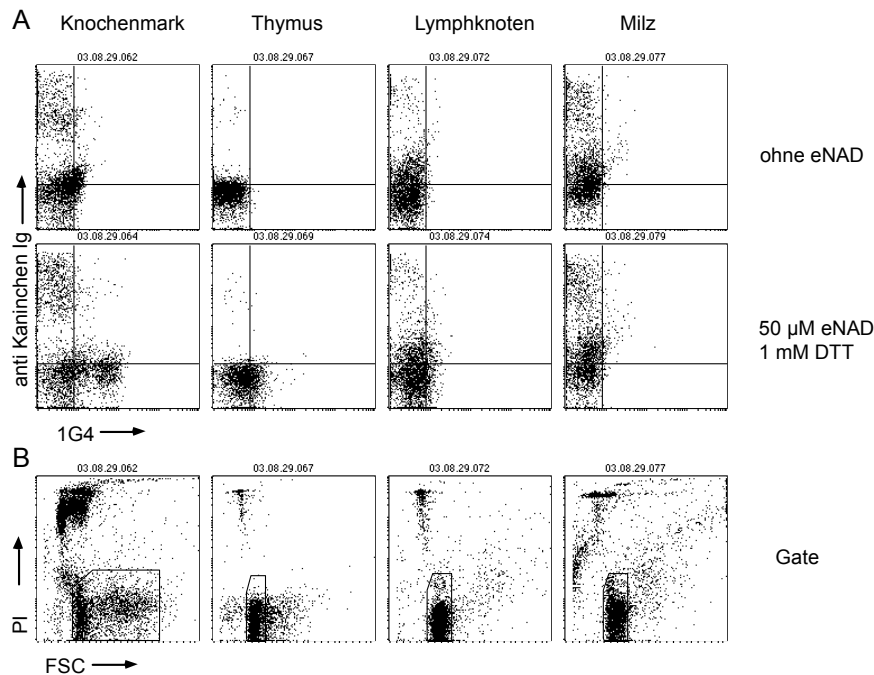 A
Knochenmark Thymus Lymphknoten Milz
03.08.29.062 03.08.29.067 03.08.29.072 03.08.29.077
ohne eNAD
anti Kaninchen Ig
03.08.29.064 03.08.29.069 03.08.29.074 03.08.29.079
50 µM eNAD
1 mM DTT
1G4
B
03.08.29.062 03.08.29.067 03.08.29.072 03.08.29.077
Gate
PI
FSC